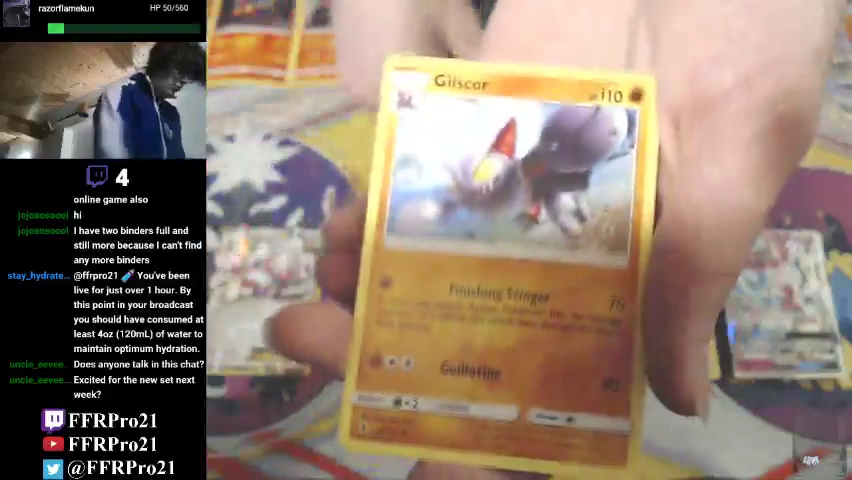 razorflamekun
HP 50/560
4
online game also
jojososoool hi
jojososoool I have two binders full and
still more because I can't find
any more binders
stay_hydrate... @ffrpro21 You've been
live for just over 1 hour. By
this point in your broadcast
you should have consumed at
least 4oz (120mL) of water to
maintain optimum hydration.
uncle_eevee... Does anyone talk in this chat?
uncle_eevee... Excited for the new set next
week?
FFRPro21
FFRPro21
@FFRPro21
Gliscor
110
Finishing Stinger
Guillotine
×2